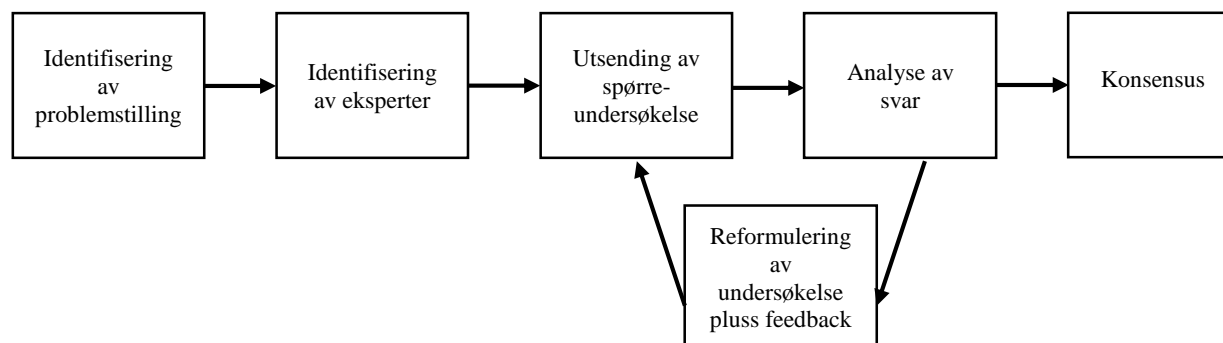 Identifisering
av
problemstilling
Identifisering
av eksperter
Utsending av
spørre-
undersøkelse
Analyse av
svar
Konsensus
Reformulering
av
undersøkelse
pluss feedback